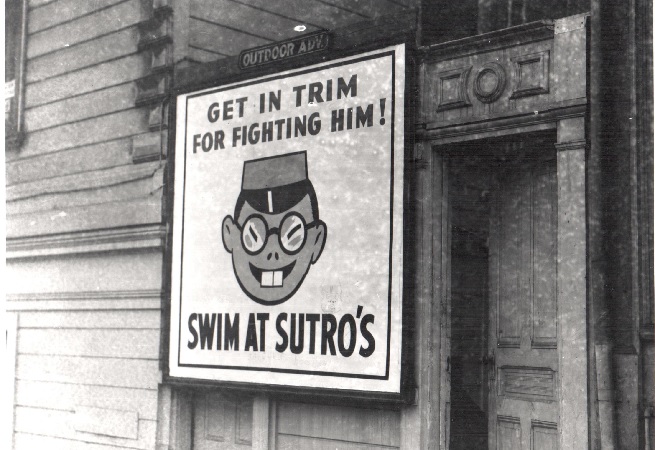 OUTDOOR ADV.
GET IN TRIM
FOR FIGHTING HIM!
SWIM AT SUTRO'S